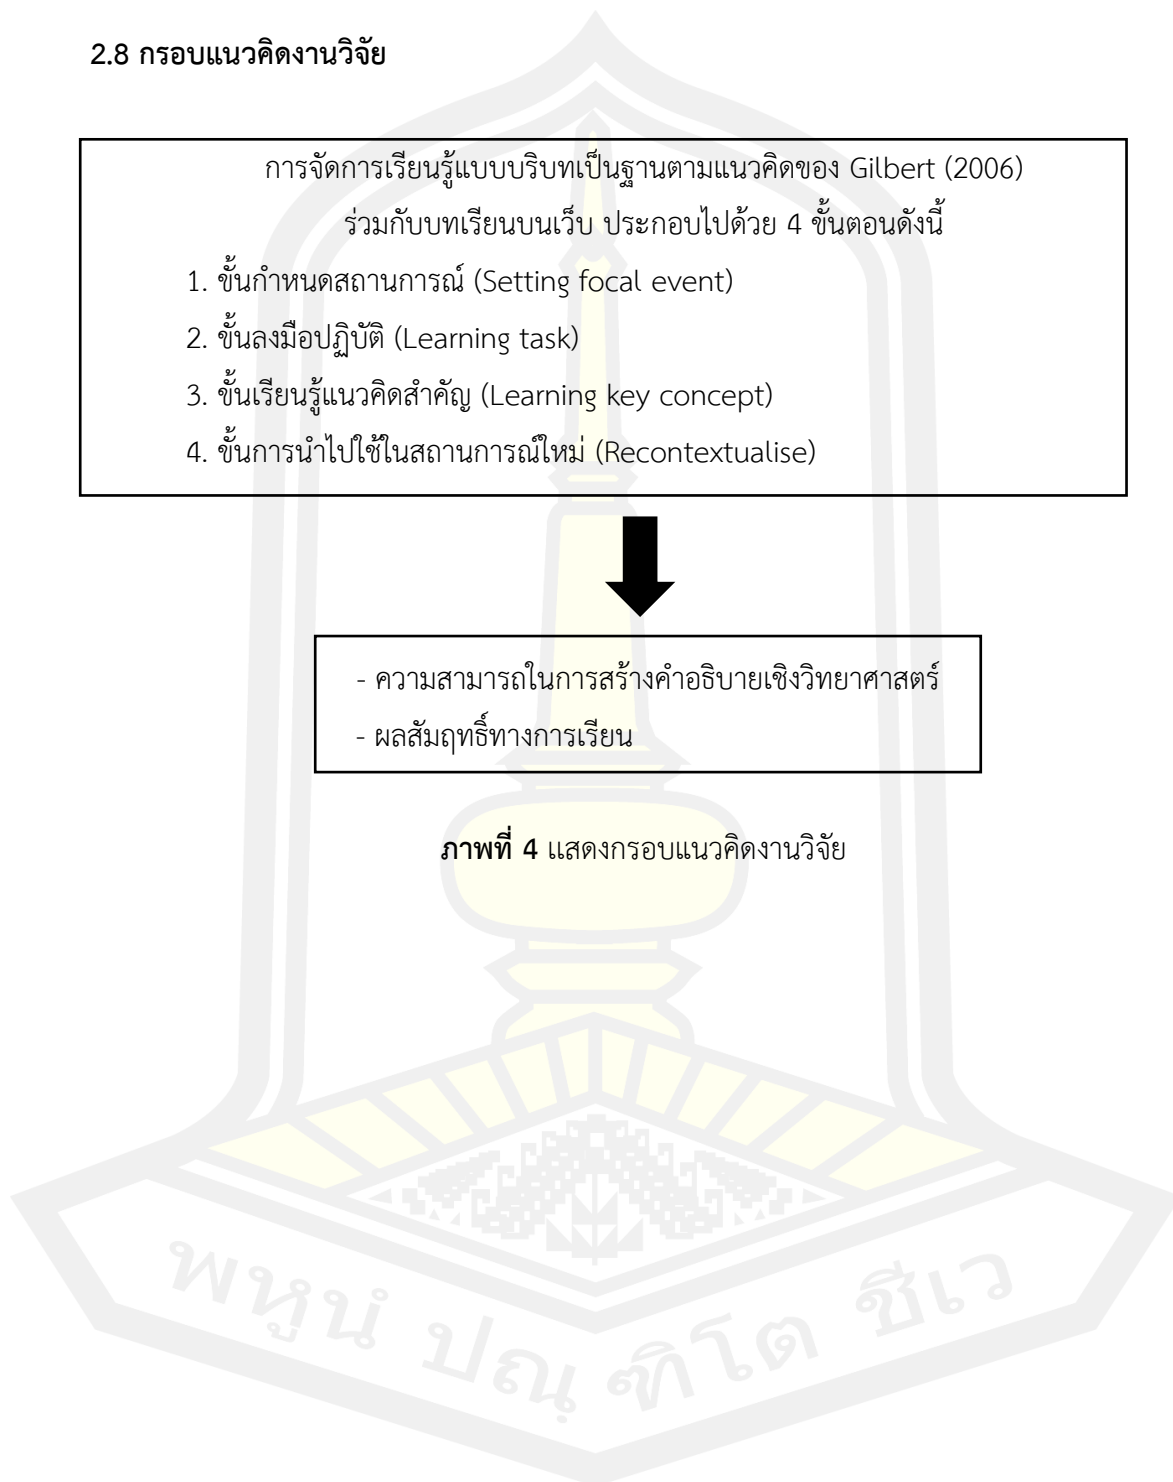 2.8 กรอบแนวคิดงานวิจัย
การจัดการเรียนรู้แบบบริบทเป็นฐานตามแนวคิดของ Gilbert (2006)
ร่วมกับบทเรียนบนเว็บ ประกอบไปด้วย 4 ขั้นตอนดังนี้
1. ขั้นกำหนดสถานการณ์ (Setting focal event)
2. ขั้นลงมือปฏิบัติ (Learning task)
3. ขั้นเรียนรู้แนวคิดสำคัญ (Learning key concept)
4. ขั้นการนำไปใช้ในสถานการณ์ใหม่ (Recontextualise)
- ความสามารถในการสร้างคำอธิบายเชิงวิทยาศาสตร์
- ผลสัมฤทธิ์ทางการเรียน
ภาพที่ 4 แสดงกรอบแนวคิดงานวิจัย
พหูนํ ปณฺ ฑิโต ชีเว